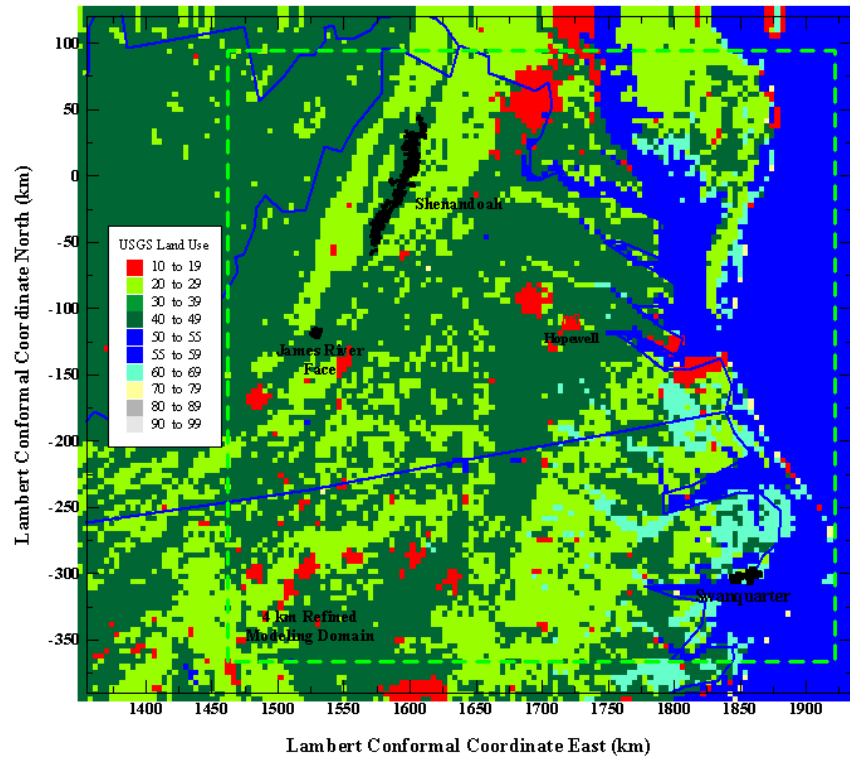 100
50
0
-50
-100
-150
-200
-250
-300
-350
Lambert Conformal Coordinate North (km)
Shenandoah
USGS Land Use
10 to 19
20 to 29
30 to 39
40 to 49
50 to 55
55 to 59
60 to 69
70 to 79
80 to 89
90 to 99
James River
Face
Hopewell
Swanquarter
4 km Refined
Modeling Domain
1400
1450
1500
1550
1600
1650
1700
1750
1800
1850
1900
Lambert Conformal Coordinate East (km)